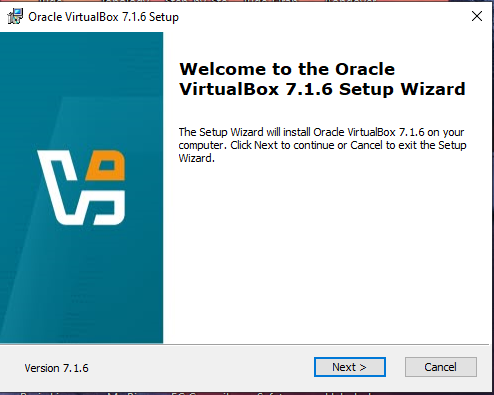 Oracle VirtualBox 7.1.6 Setup
Welcome to the Oracle
VirtualBox 7.1.6 Setup Wizard
The Setup Wizard will install Oracle VirtualBox 7.1.6 on your
computer. Click Next to continue or Cancel to exit the Setup
Wizard.
Version 7.1.6
Next >
Cancel